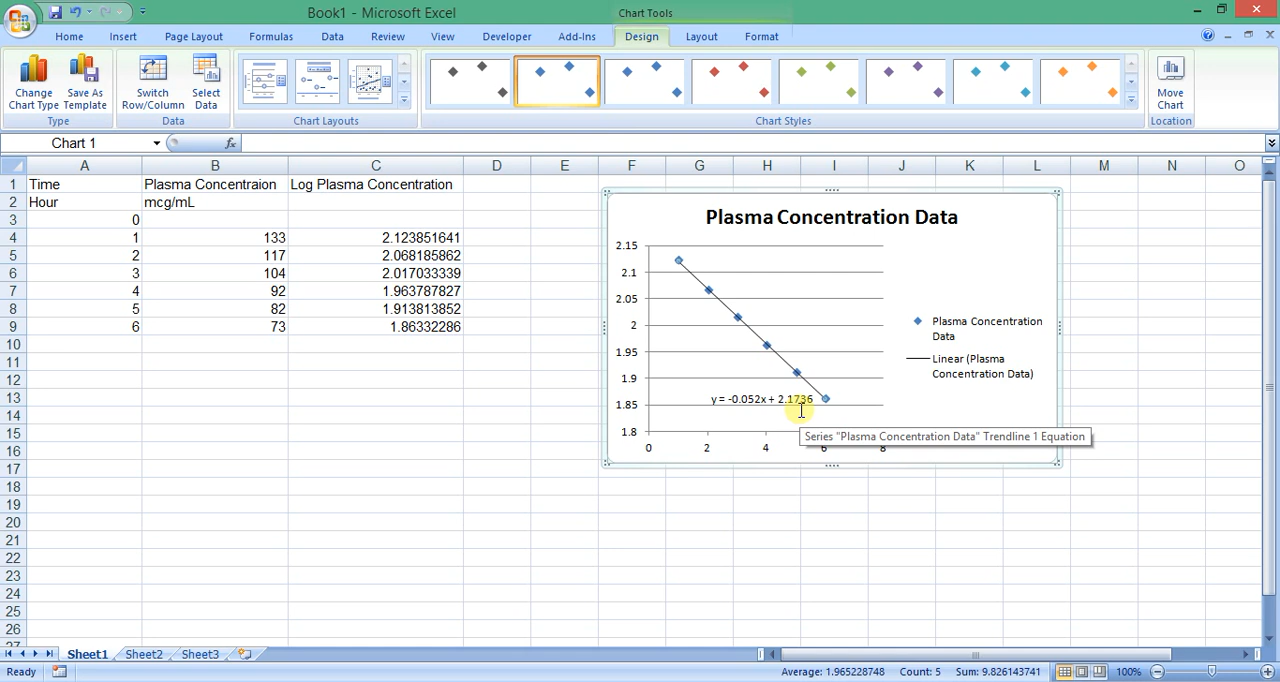 Book1 - Microsoft Excel
Chart Tools
Home Insert Page Layout Formulas Data Review View Developer Add-Ins Design Layout Format
Change Chart Type
Save As Template
Switch Row/Column
Select Data
Move Chart
Type Data Chart Layouts Chart Styles Location
Chart 1 fx
A B C D E F G H I J K L M N O
1 Time Plasma Concentraion Log Plasma Concentration
2 Hour mcg/mL
3 0
4 1 133 2.123851641
5 2 117 2.068185862
6 3 104 2.017033339
7 4 92 1.963787827
8 5 82 1.913813852
9 6 73 1.86332286
10
11
12
13
14
15
16
17
18
19
20
21
22
23
24
25
26
27
Plasma Concentration Data
2.15
2.1
2.05
2
1.95
1.9
1.85
1.8
0 2 4 6 8
y = -0.052x + 2.1736
Plasma Concentration
Data
Linear (Plasma
Concentration Data)
Series "Plasma Concentration Data" Trendline 1 Equation
Sheet1 Sheet2 Sheet3
Ready Average: 1.965228748 Count: 5 Sum: 9.826143741 100%